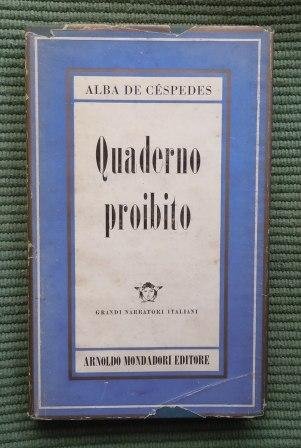 ALBA DE CÉSPEDES
Quaderno
proibito
GRANDI NARRATORI ITALIANI
ARNOLDO MONDADORI EDITORE